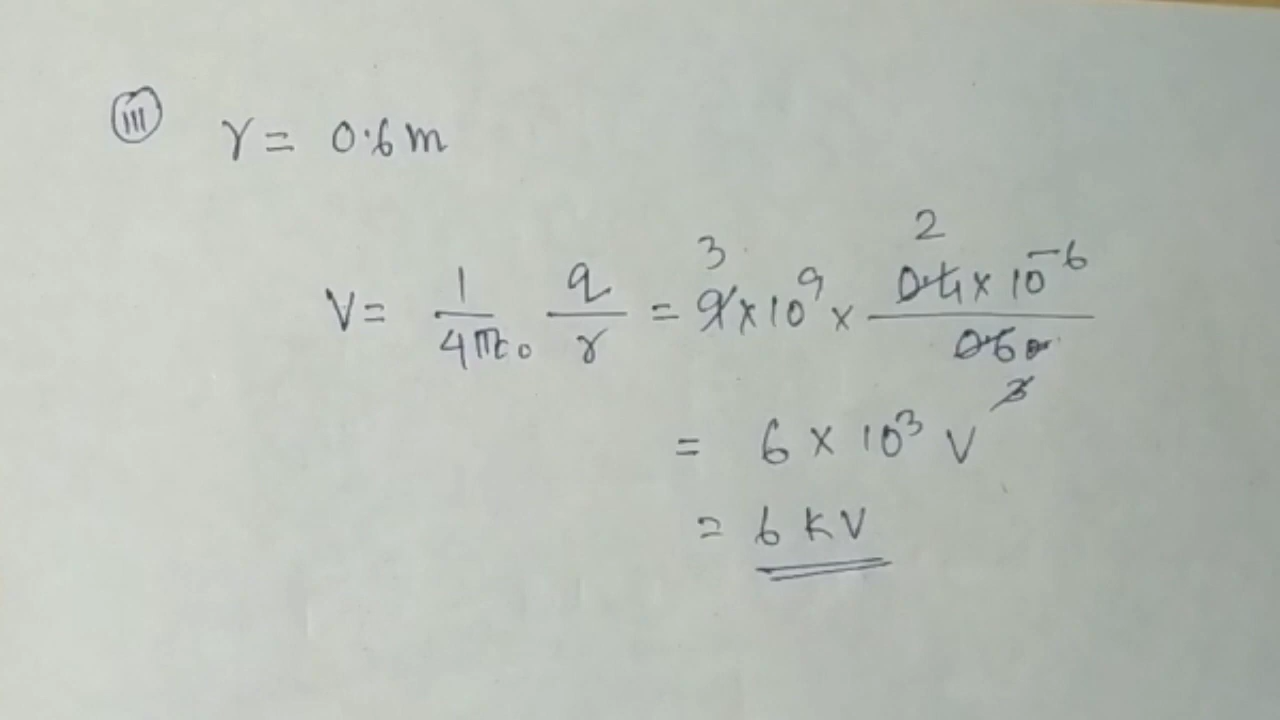 (iii) r = 0.6 m
V = 1/4πε₀ q/r = 9 × 10⁹ × 0.4 × 10⁻⁶ / 0.6 3 2 3
= 6 × 10³ V
= 6 KV